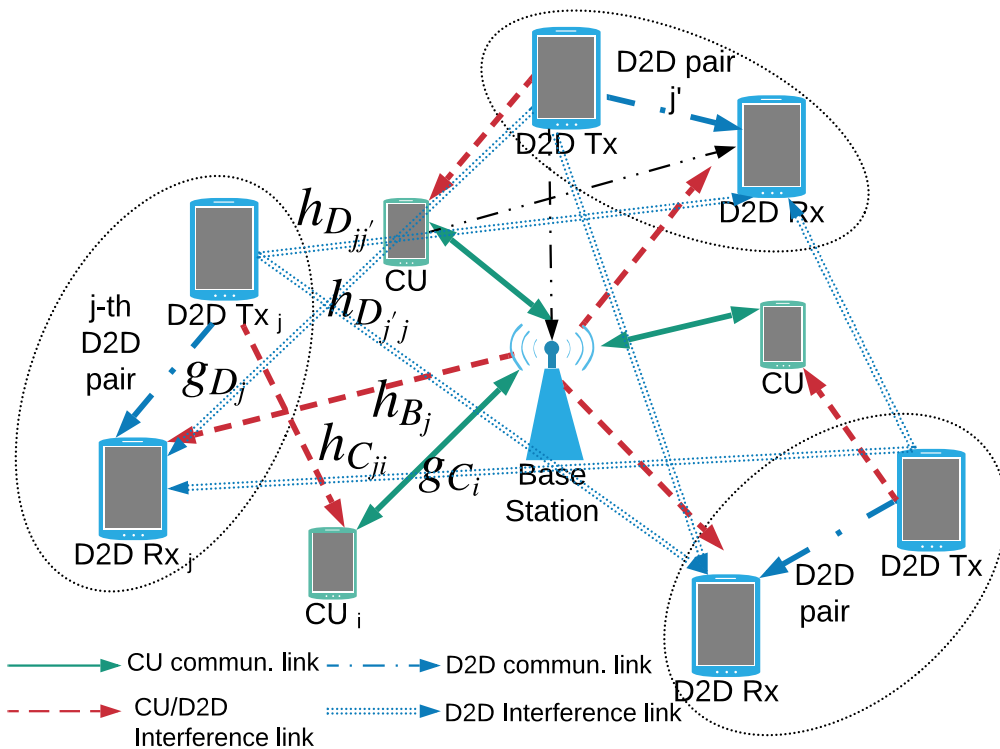 D2D pair
j'
D2D Tx
D2D Rx
h_{D_{jj'}}
CU
D2D Tx j
h_{D_{j'j}}
j-th
D2D
pair
g_{D_j}
CU
h_{B_j}
h_{C_{ji}}
g_{C_i}
Base
Station
D2D Rx j
CU i
D2D
pair
D2D Tx
D2D Rx
CU commun. link
D2D commun. link
CU/D2D
Interference link
D2D Interference link